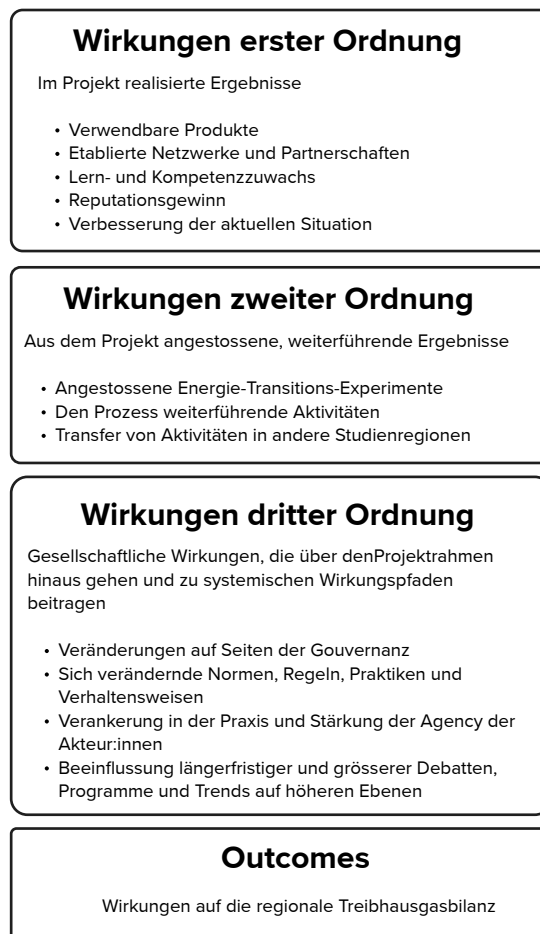 Wirkungen erster Ordnung
Im Projekt realisierte Ergebnisse
• Verwendbare Produkte
• Etablierte Netzwerke und Partnerschaften
• Lern- und Kompetenzzuwachs
• Reputationsgewinn
• Verbesserung der aktuellen Situation
Wirkungen zweiter Ordnung
Aus dem Projekt angestossene, weiterführende Ergebnisse
• Angestossene Energie-Transitions-Experimente
• Den Prozess weiterführende Aktivitäten
• Transfer von Aktivitäten in andere Studienregionen
Wirkungen dritter Ordnung
Gesellschaftliche Wirkungen, die über denProjektrahmen
hinaus gehen und zu systemischen Wirkungspfaden
beitragen
• Veränderungen auf Seiten der Gouvernanz
• Sich verändernde Normen, Regeln, Praktiken und
Verhaltensweisen
• Verankerung in der Praxis und Stärkung der Agency der
Akteur:innen
• Beeinflussung längerfristiger und grösserer Debatten,
Programme und Trends auf höheren Ebenen
Outcomes
Wirkungen auf die regionale Treibhausgasbilanz